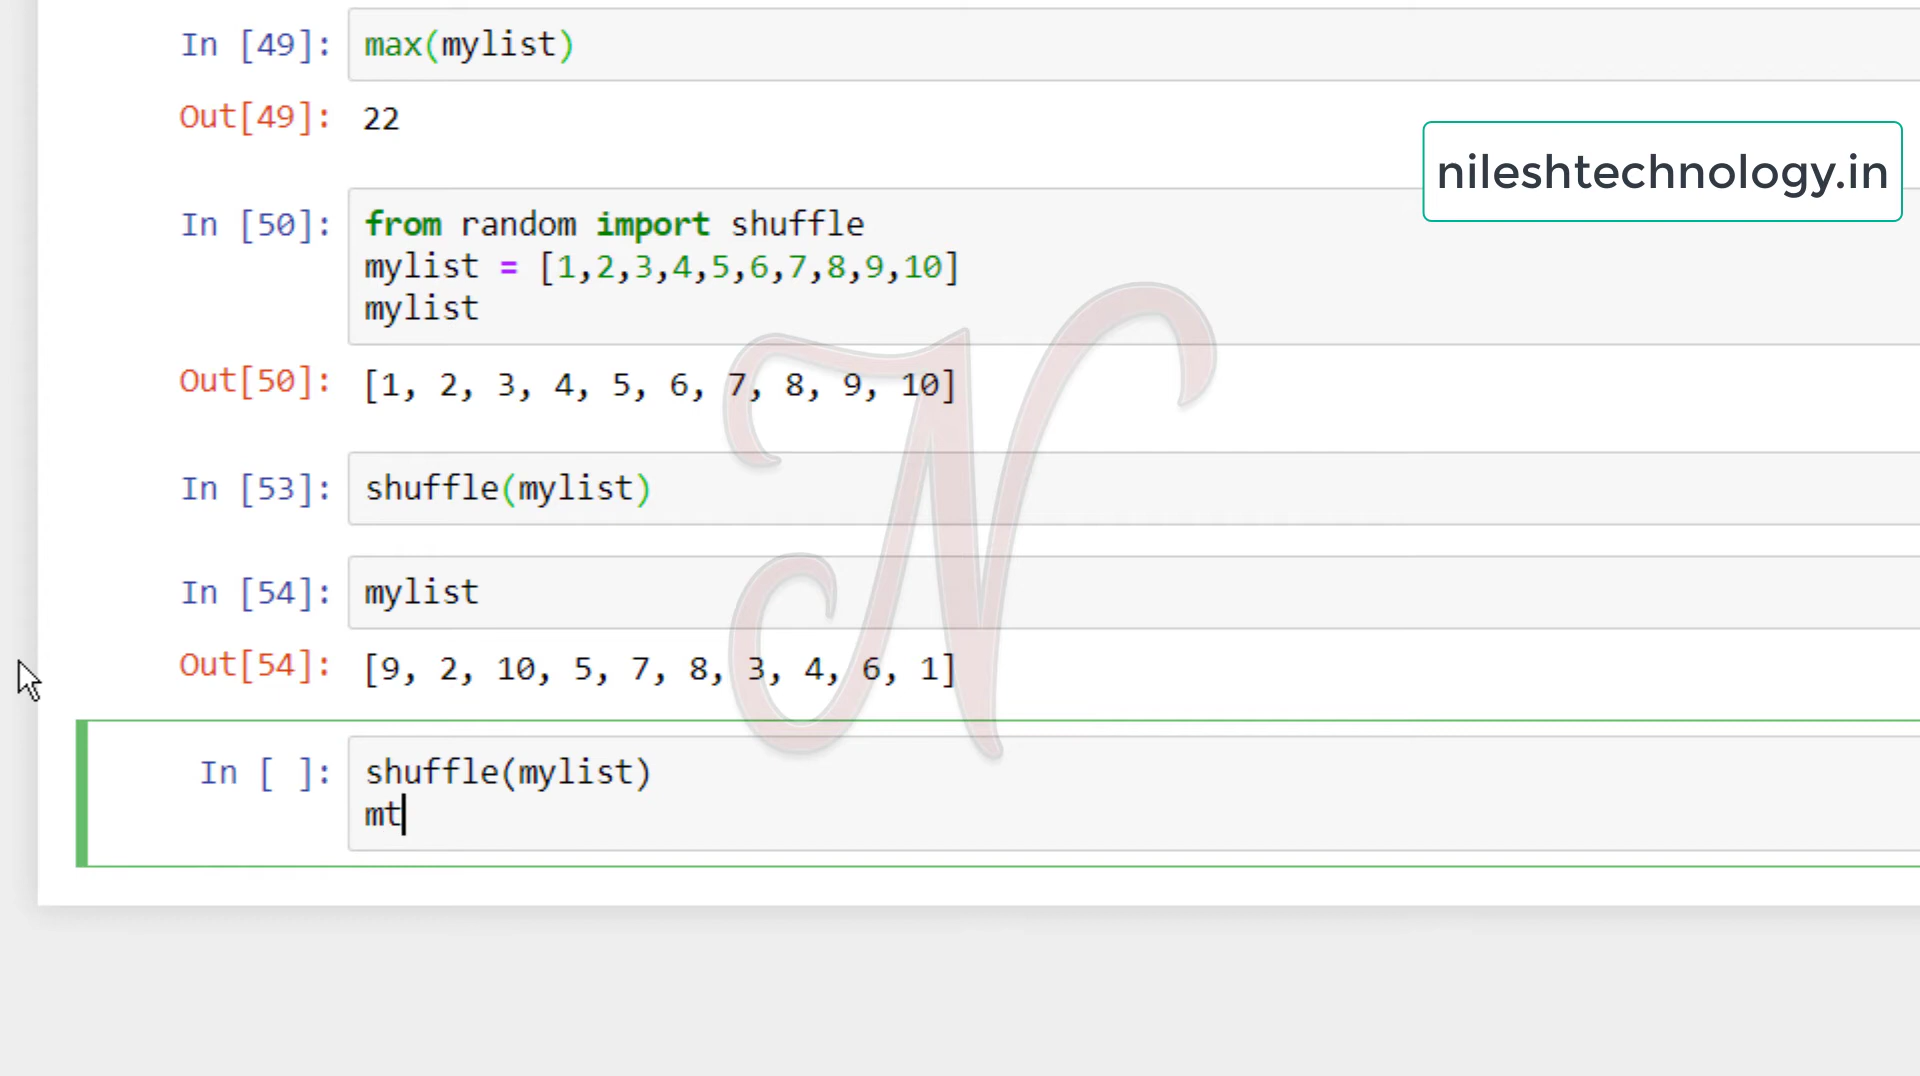 In [49]: max(mylist)
Out[49]: 22
nileshtechnology.in
In [50]: from random import shuffle
mylist = [1,2,3,4,5,6,7,8,9,10]
mylist
Out[50]: [1, 2, 3, 4, 5, 6, 7, 8, 9, 10]
In [53]: shuffle(mylist)
In [54]: mylist
Out[54]: [9, 2, 10, 5, 7, 8, 3, 4, 6, 1]
In [ ]: shuffle(mylist)
mt
N